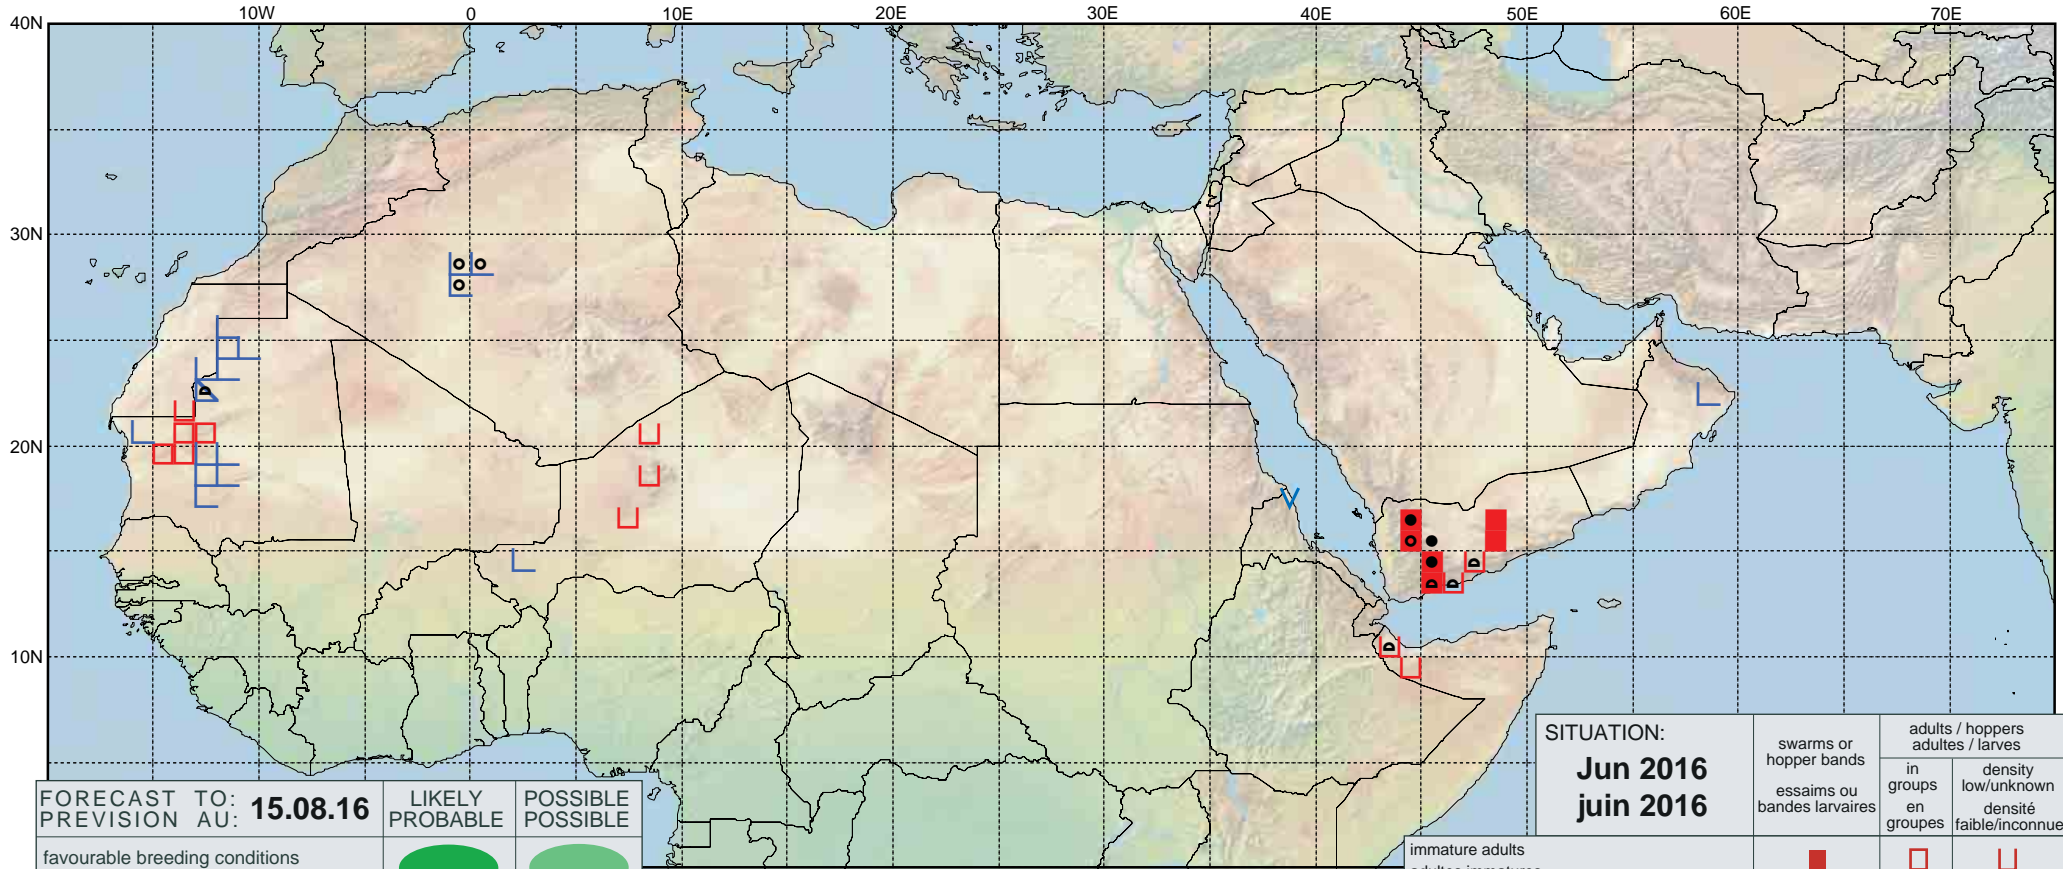 10W 0 10E 20E 30E 40E 50E 60E 70E
40N
30N
20N
10N
FORECAST TO:
PREVISION AU:
15.08.16
LIKELY
PROBABLE
POSSIBLE
POSSIBLE
favourable breeding conditions
SITUATION:
Jun 2016
juin 2016
swarms or
hopper bands
essaims ou
bandes larvaires
adults / hoppers
adultes / larves
in
groups
en
groupes
density
low/unknown
densité
faible/inconnue
immature adults
adultes immatures